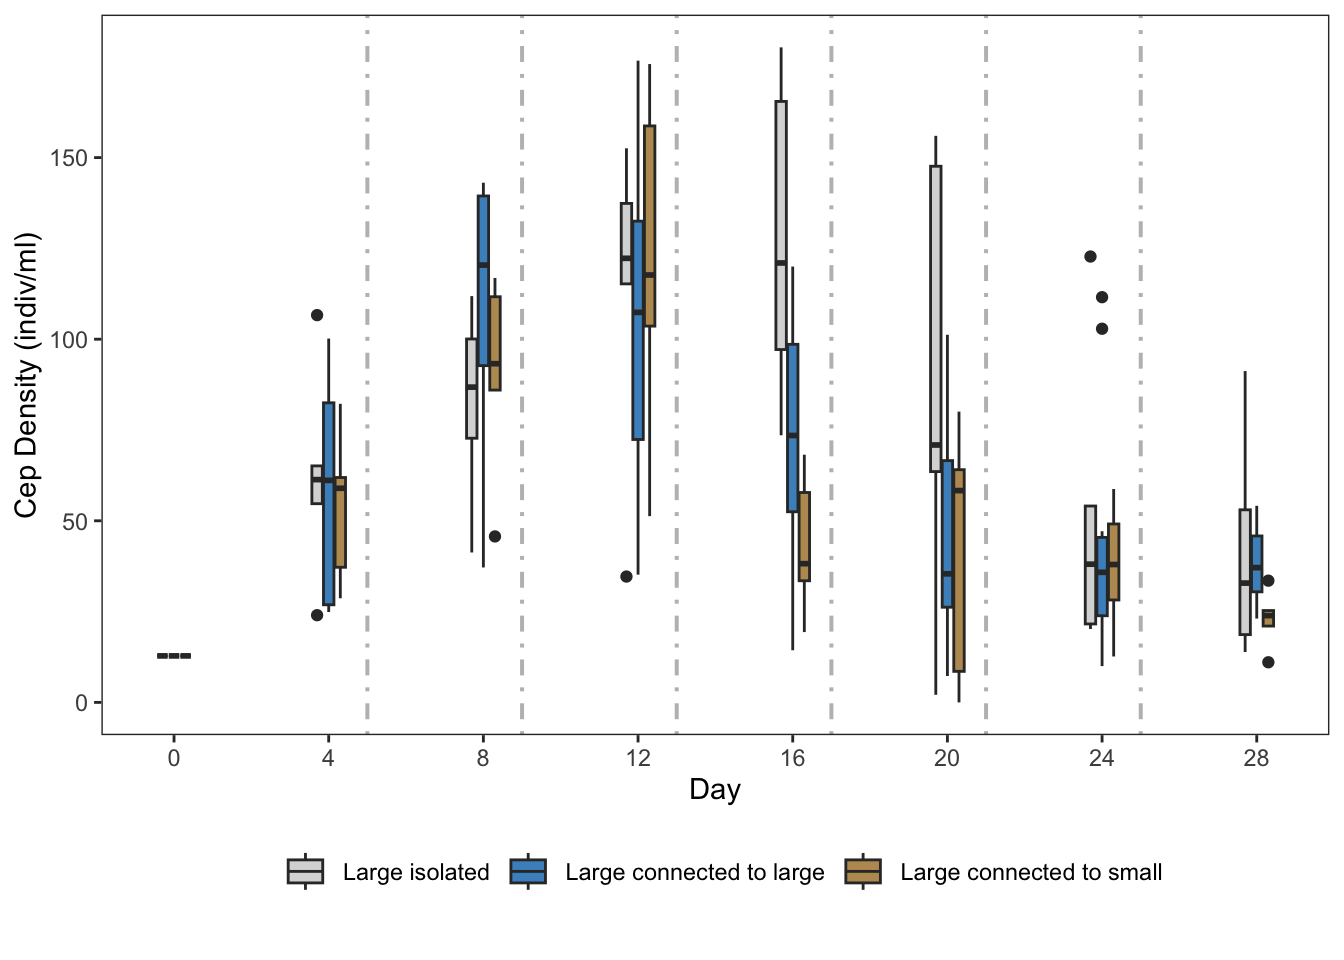 Cep Density (indiv/ml)
150
100
50
0
0 4 8 12 16 20 24 28
Day
Large isolated Large connected to large Large connected to small